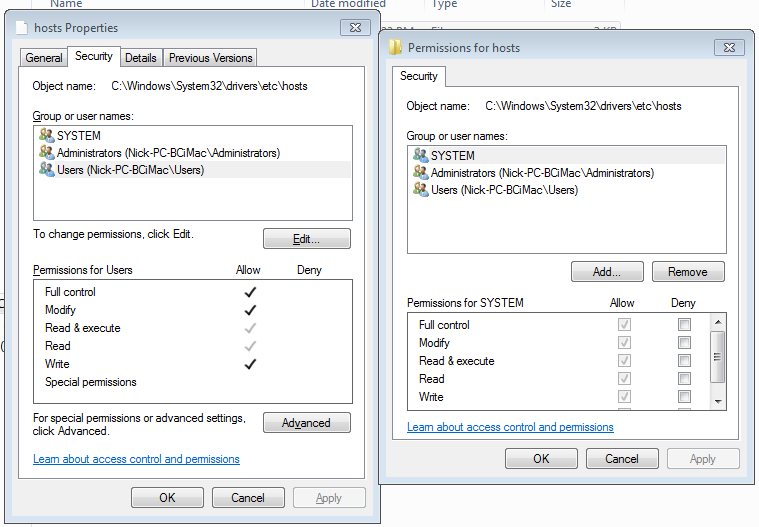 Name Date modified Type Size
hosts Properties
General Security Details Previous Versions
Object name: C:\Windows\System32\drivers\etc\hosts
Group or user names:
SYSTEM
Administrators (Nick-PC-BCiMac\Administrators)
Users (Nick-PC-BCiMac\Users)
To change permissions, click Edit.
Edit...
Permissions for Users Allow Deny
Full control
Modify
Read & execute
Read
Write
Special permissions
For special permissions or advanced settings,
click Advanced.
Advanced
Learn about access control and permissions
OK Cancel Apply
Permissions for hosts
Security
Object name: C:\Windows\System32\drivers\etc\hosts
Group or user names:
SYSTEM
Administrators (Nick-PC-BCiMac\Administrators)
Users (Nick-PC-BCiMac\Users)
Add... Remove
Permissions for SYSTEM Allow Deny
Full control
Modify
Read & execute
Read
Write
Learn about access control and permissions
OK Cancel Apply